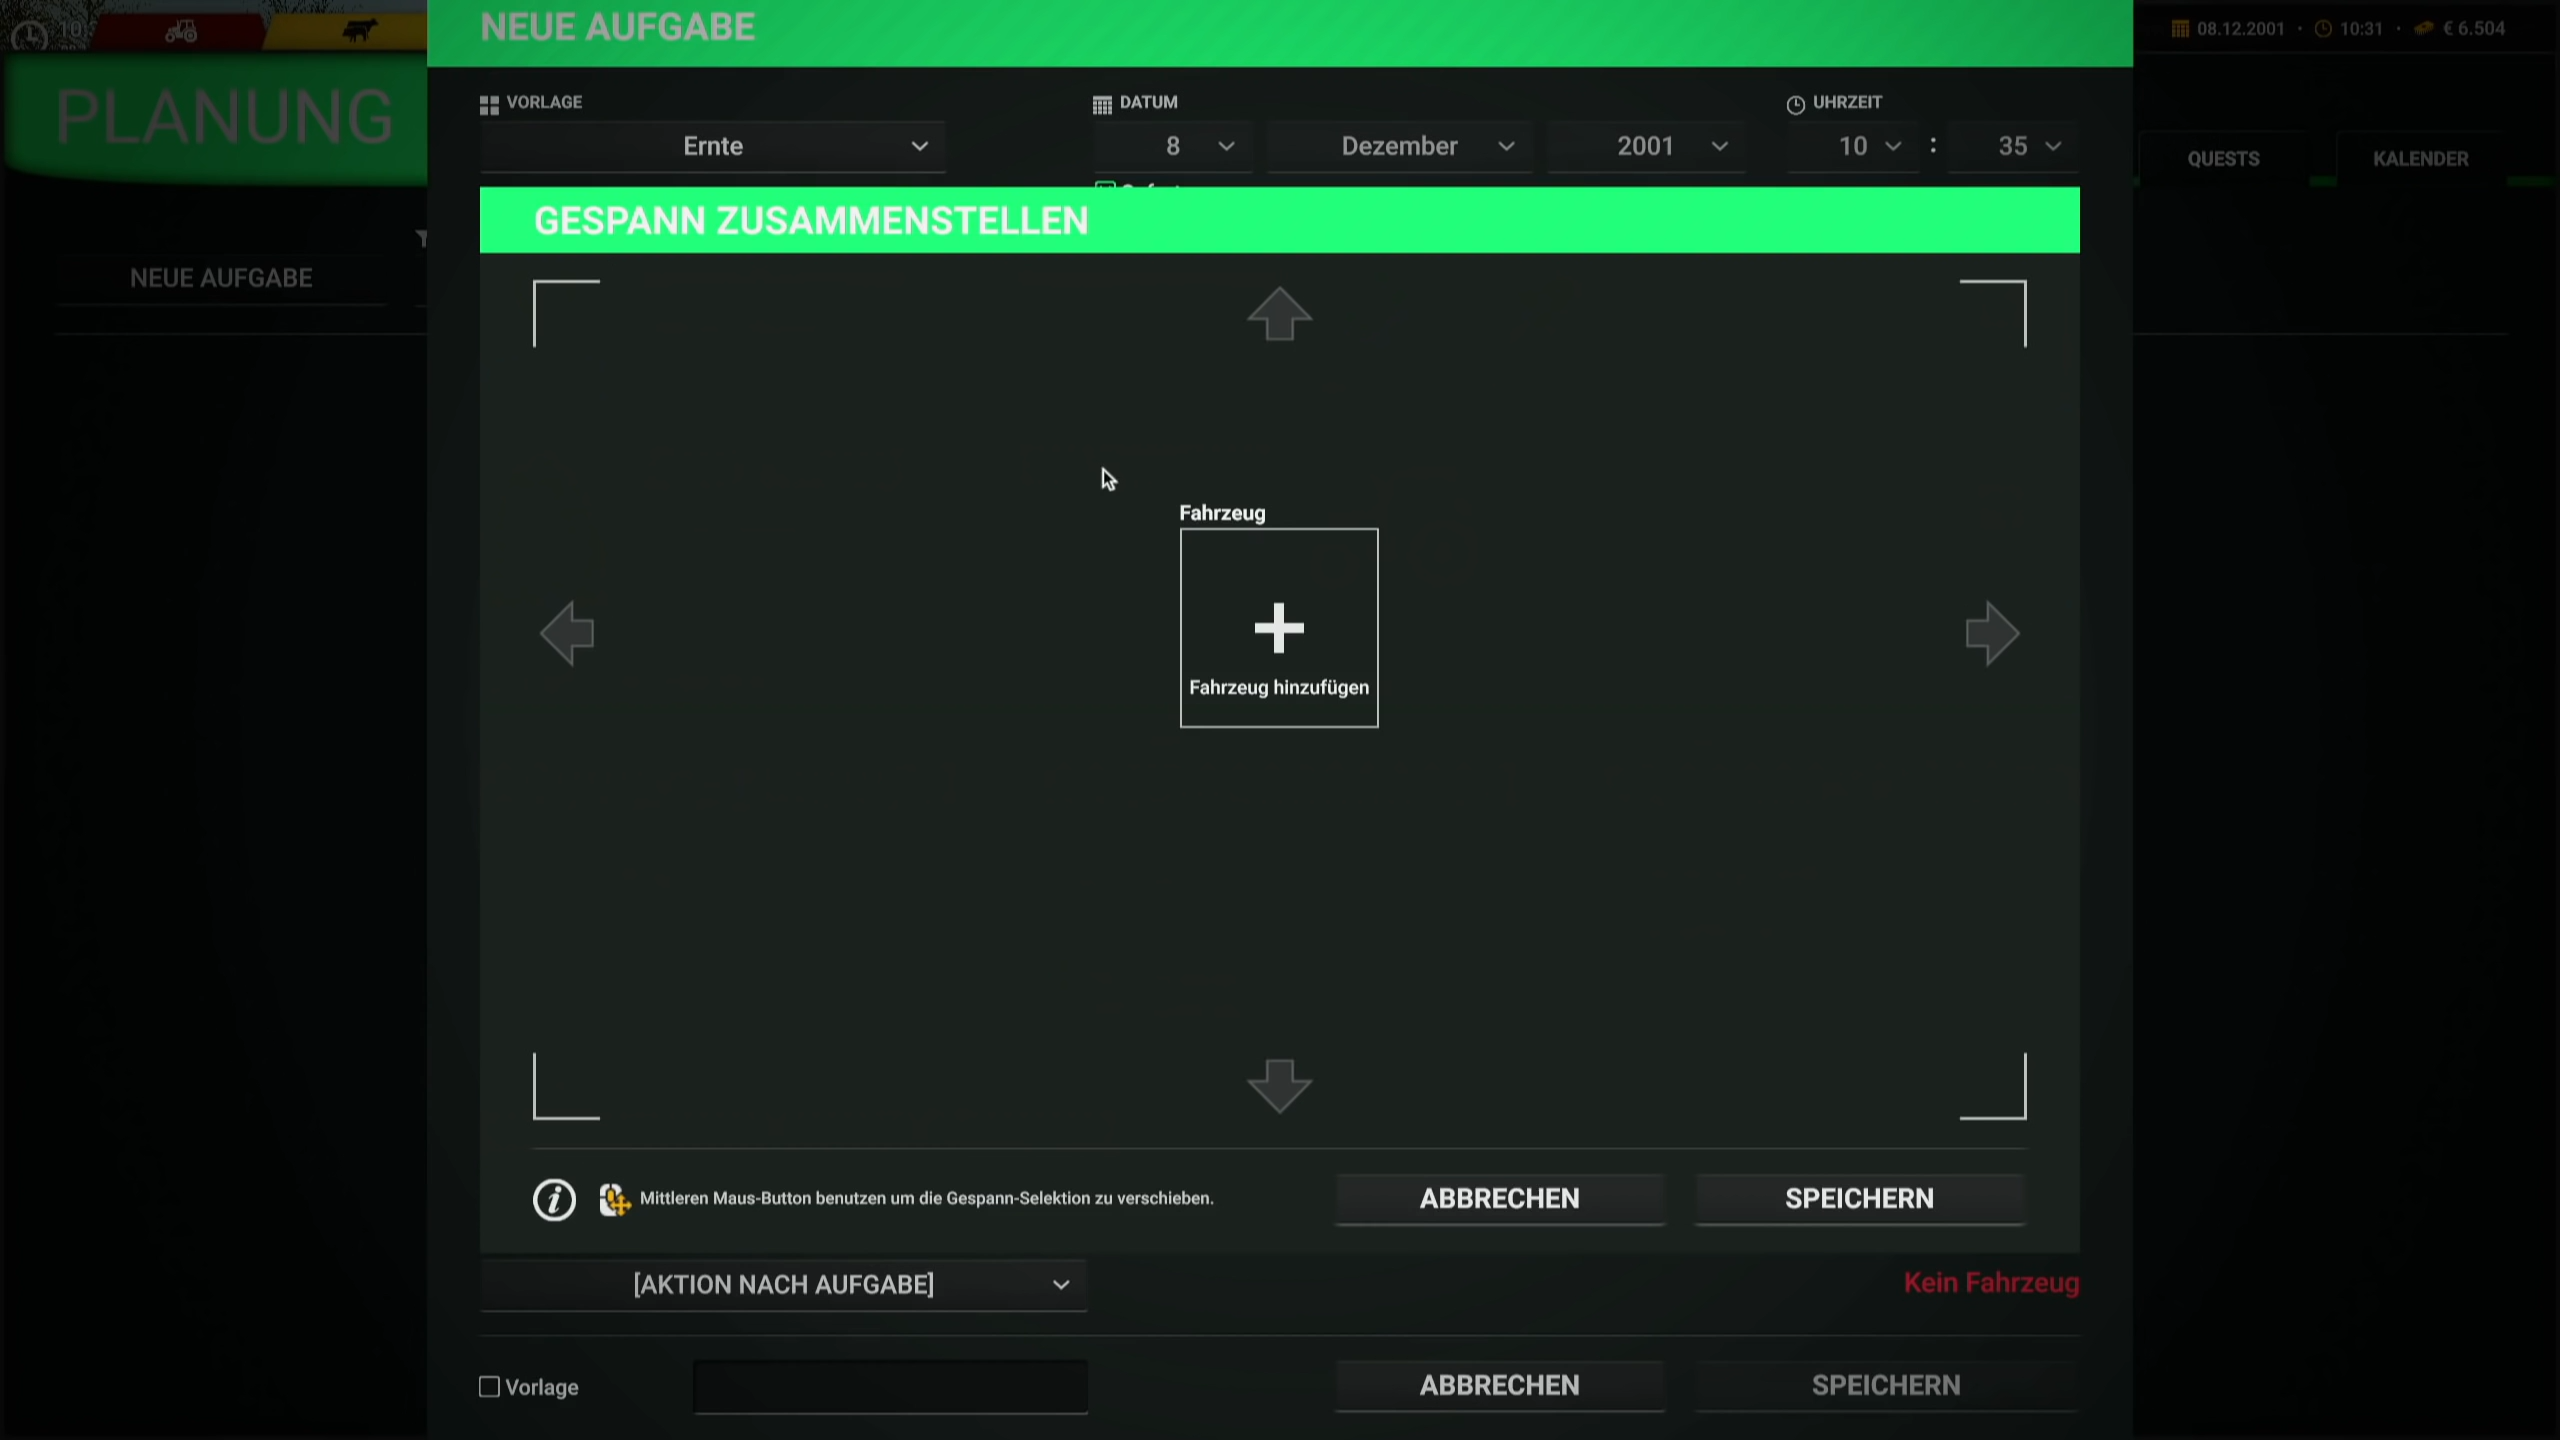 NEUE AUFGABE
08.12.2001 · 10:31 · € 6.504
PLANUNG
VORLAGE
DATUM
UHRZEIT
Ernte
8
Dezember
2001
10 : 35
QUESTS
KALENDER
GESPANN ZUSAMMENSTELLEN
NEUE AUFGABE
Fahrzeug
Fahrzeug hinzufügen
Mittleren Maus-Button benutzen um die Gespann-Selektion zu verschieben.
ABBRECHEN
SPEICHERN
[AKTION NACH AUFGABE]
Kein Fahrzeug
Vorlage
ABBRECHEN
SPEICHERN